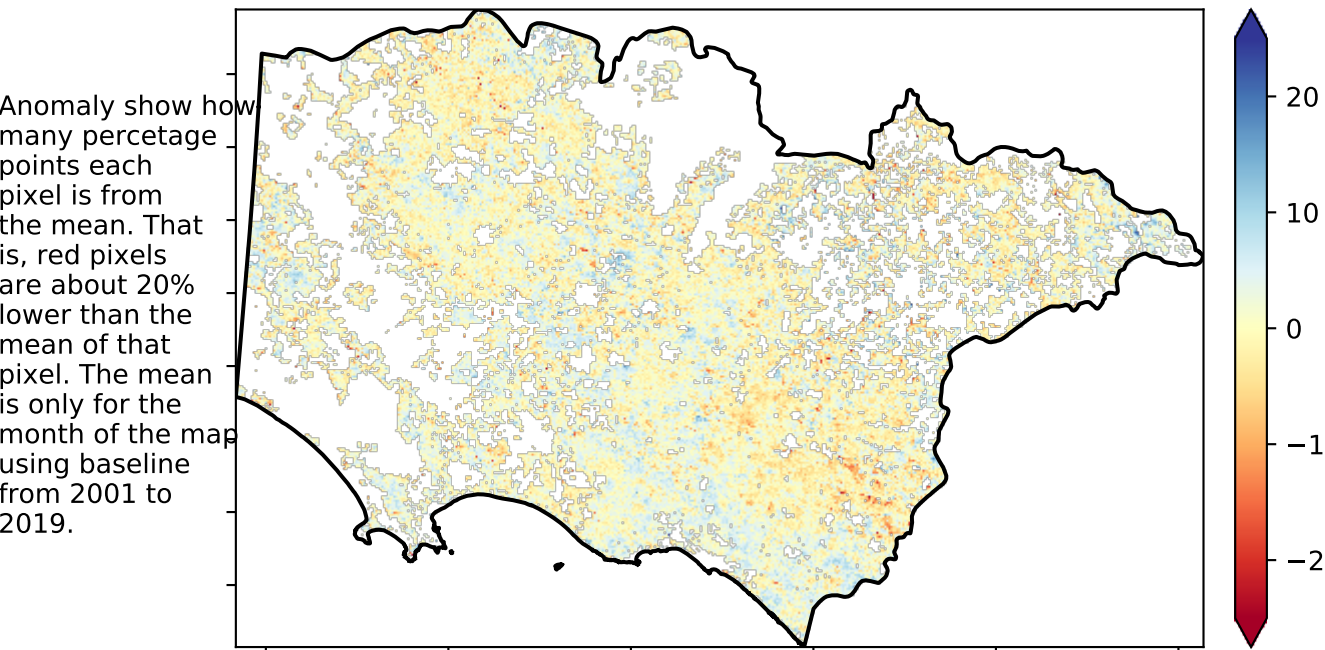 Anomaly show how
many percetage
points each
pixel is from
the mean. That
is, red pixels
are about 20%
lower than the
mean of that
pixel. The mean
is only for the
month of the map
using baseline
from 2001 to
2019.
20
10
0
−1
−2